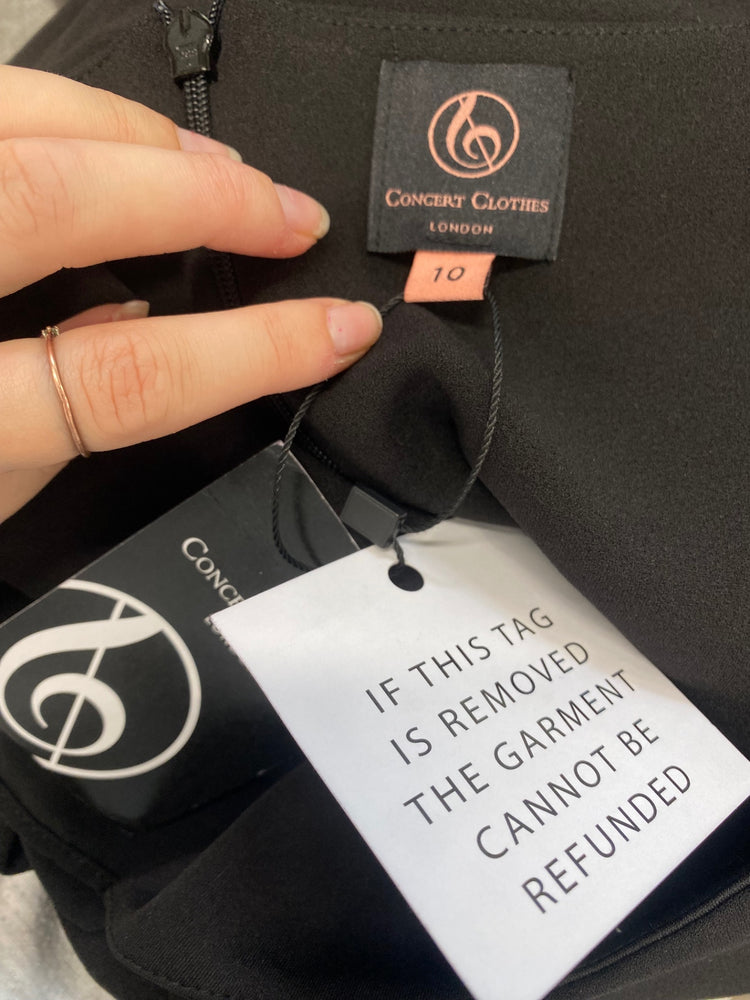 CONCERT CLOTHES
LONDON
10
IF THIS TAG
IS REMOVED
THE GARMENT
CANNOT BE
REFUNDED